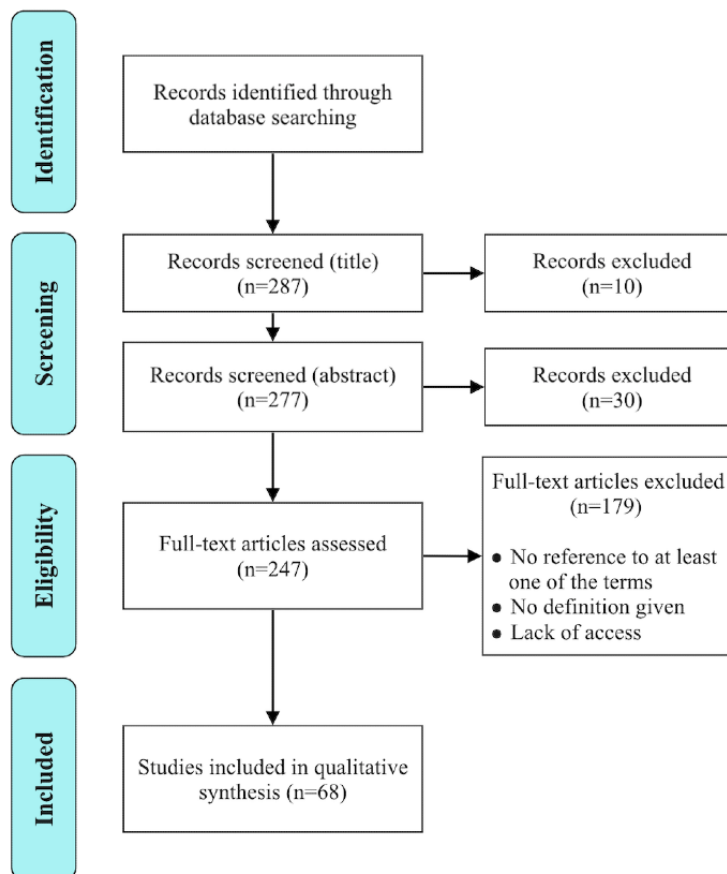 Identification
Records identified through
database searching
Screening
Records screened (title)
(n=287)
Records excluded
(n=10)
Records screened (abstract)
(n=277)
Records excluded
(n=30)
Eligibility
Full-text articles assessed
(n=247)
Full-text articles excluded
(n=179)
● No reference to at least
one of the terms
● No definition given
● Lack of access
Included
Studies included in qualitative
synthesis (n=68)